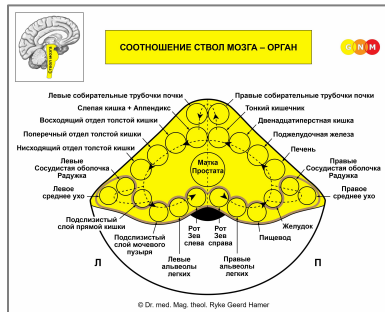 СООТНОШЕНИЕ СТВОЛ МОЗГА – ОРГАН
GNM
СТВОЛ МОЗГА
Левые собирательные трубочки почки
Правые собирательные трубочки почки
Слепая кишка + Аппендикс
Тонкий кишечник
Восходящий отдел толстой кишки
Двенадцатиперстная кишка
Поперечный отдел толстой кишки
Поджелудочная железа
Нисходящий отдел толстой кишки
Печень
Левые
Сосудистая оболочка
Радужка
Матка
Простата
Правые
Сосудистая оболочка
Радужка
Левое
среднее ухо
Правое
среднее ухо
Подслизистый
слой прямой кишки
Подслизистый
слой мочевого
пузыря
Левые
альвеолы
легких
Рот
Зев
слева
Рот
Зев
справа
Правые
альвеолы
легких
Пищевод
Желудок
Л
П
© Dr. med. Mag. theol. Ryke Geerd Hamer